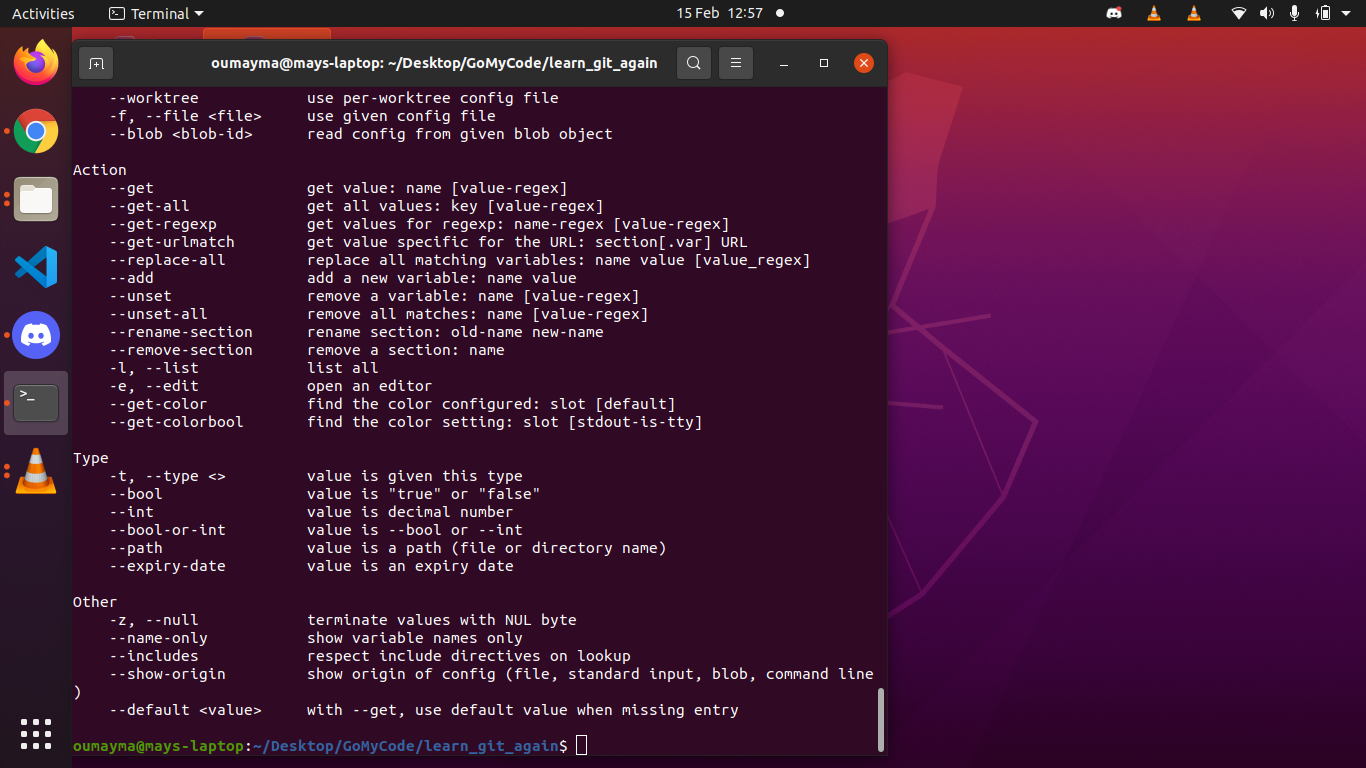 Activities Terminal 15 Feb 12:57
oumayma@mays-laptop: ~/Desktop/GoMyCode/learn_git_again
--worktree use per-worktree config file
-f, --file <file> use given config file
--blob <blob-id> read config from given blob object
Action
--get get value: name [value-regex]
--get-all get all values: key [value-regex]
--get-regexp get values for regexp: name-regex [value-regex]
--get-urlmatch get value specific for the URL: section[.var] URL
--replace-all replace all matching variables: name value [value_regex]
--add add a new variable: name value
--unset remove a variable: name [value-regex]
--unset-all remove all matches: name [value-regex]
--rename-section rename section: old-name new-name
--remove-section remove a section: name
-l, --list list all
-e, --edit open an editor
--get-color find the color configured: slot [default]
--get-colorbool find the color setting: slot [stdout-is-tty]
Type
-t, --type <> value is given this type
--bool value is "true" or "false"
--int value is decimal number
--bool-or-int value is --bool or --int
--path value is a path (file or directory name)
--expiry-date value is an expiry date
Other
-z, --null terminate values with NUL byte
--name-only show variable names only
--includes respect include directives on lookup
--show-origin show origin of config (file, standard input, blob, command line
)
--default <value> with --get, use default value when missing entry
oumayma@mays-laptop:~/Desktop/GoMyCode/learn_git_again$